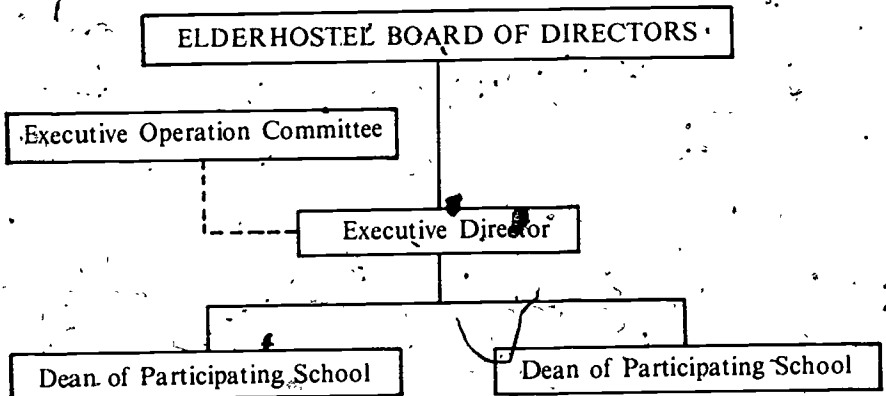 ELDERHOSTEL BOARD OF DIRECTORS
Executive Operation Committee
Executive Director
Dean of Participating School
Dean of Participating School